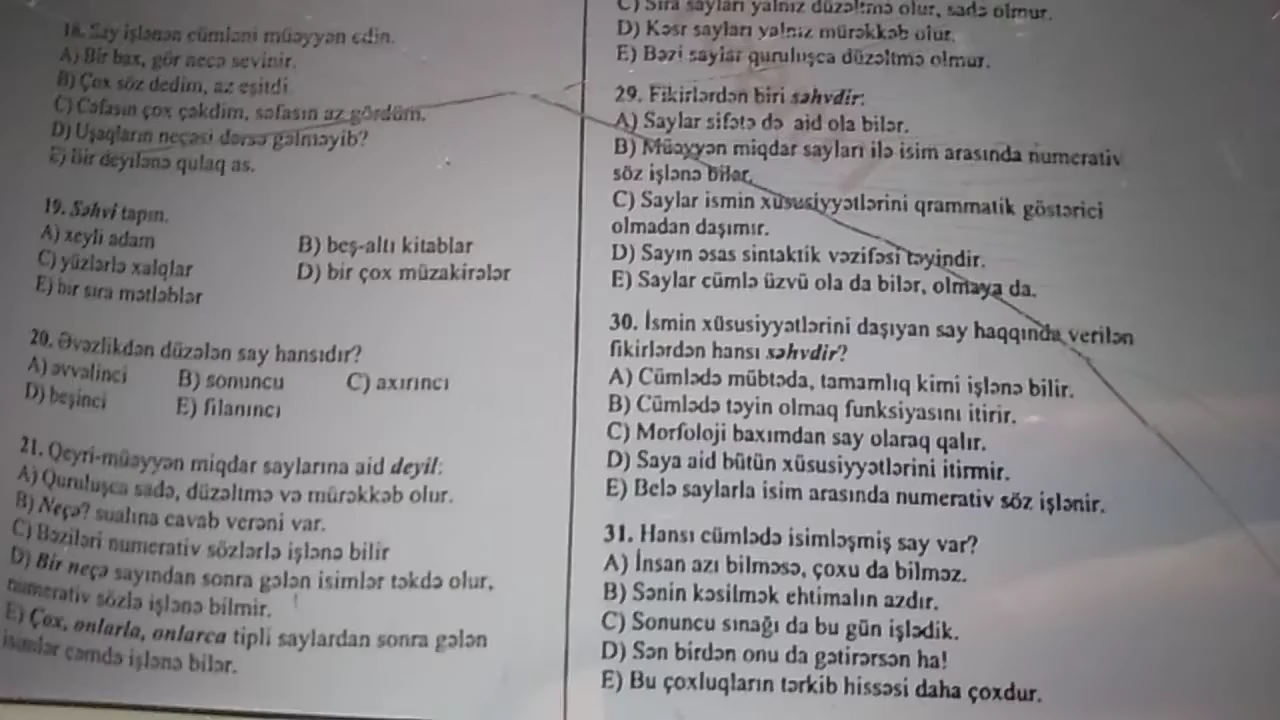 18. Say işlənən cümləni müəyyən edin.
A) Bir bax, gör necə sevinir.
B) Çox söz dedim, az eşitdi
C) Cəfasın çox çəkdim, səfasın az gördüm.
D) Uşaqların neçəsi dərsə gəlməyib?
E) Bir deyilənə qulaq as.
19. Səhvi tapın.
A) xeyli adam
B) beş-altı kitablar
C) yüzlərlə xalqlar
D) bir çox müzakirələr
E) bir sıra mətləblər
20. Əvəzlikdən düzələn say hansıdır?
A) əvvəlinci B) sonuncu C) axırıncı
D) beşinci E) filanıncı
21. Qeyri-müəyyən miqdar saylarına aid deyil:
A) Quruluşca sadə, düzəltmə və mürəkkəb olur.
B) Neçə? sualına cavab verəni var.
C) Bəziləri numerativ sözlərlə işlənə bilir
D) Bir neçə sayından sonra gələn isimlər təkdə olur,
numerativ sözlə işlənə bilmir.
E) Çox, onlarla, onlarca tipli saylardan sonra gələn
isimlər cəmdə işlənə bilər.
C) Sıra sayları yalnız düzəltmə olur, sadə olmur.
D) Kəsr sayları yalnız mürəkkəb olur.
E) Bəzi saylar quruluşca düzəltmə olmur.
29. Fikirlərdən biri səhvdir:
A) Saylar sifətə də aid ola bilər.
B) Müəyyən miqdar sayları ilə isim arasında numerativ
söz işlənə bilər.
C) Saylar ismin xüsusiyyətlərini qrammatik göstərici
olmadan daşımır.
D) Sayın əsas sintaktik vəzifəsi təyindir.
E) Saylar cümlə üzvü ola da bilər, olmaya da.
30. İsmin xüsusiyyətlərini daşıyan say haqqında verilən
fikirlərdən hansı səhvdir?
A) Cümlədə mübtəda, tamamlıq kimi işlənə bilir.
B) Cümlədə təyin olmaq funksiyasını itirir.
C) Morfoloji baxımdan say olaraq qalır.
D) Saya aid bütün xüsusiyyətlərini itirmir.
E) Belə saylarla isim arasında numerativ söz işlənir.
31. Hansı cümlədə isimləşmiş say var?
A) İnsan azı bilməsə, çoxu da bilməz.
B) Sənin kəsilmək ehtimalın azdır.
C) Sonuncu sınağı da bu gün işlədik.
D) Sən birdən onu da gətirərsən ha!
E) Bu çoxluqların tərkib hissəsi daha çoxdur.